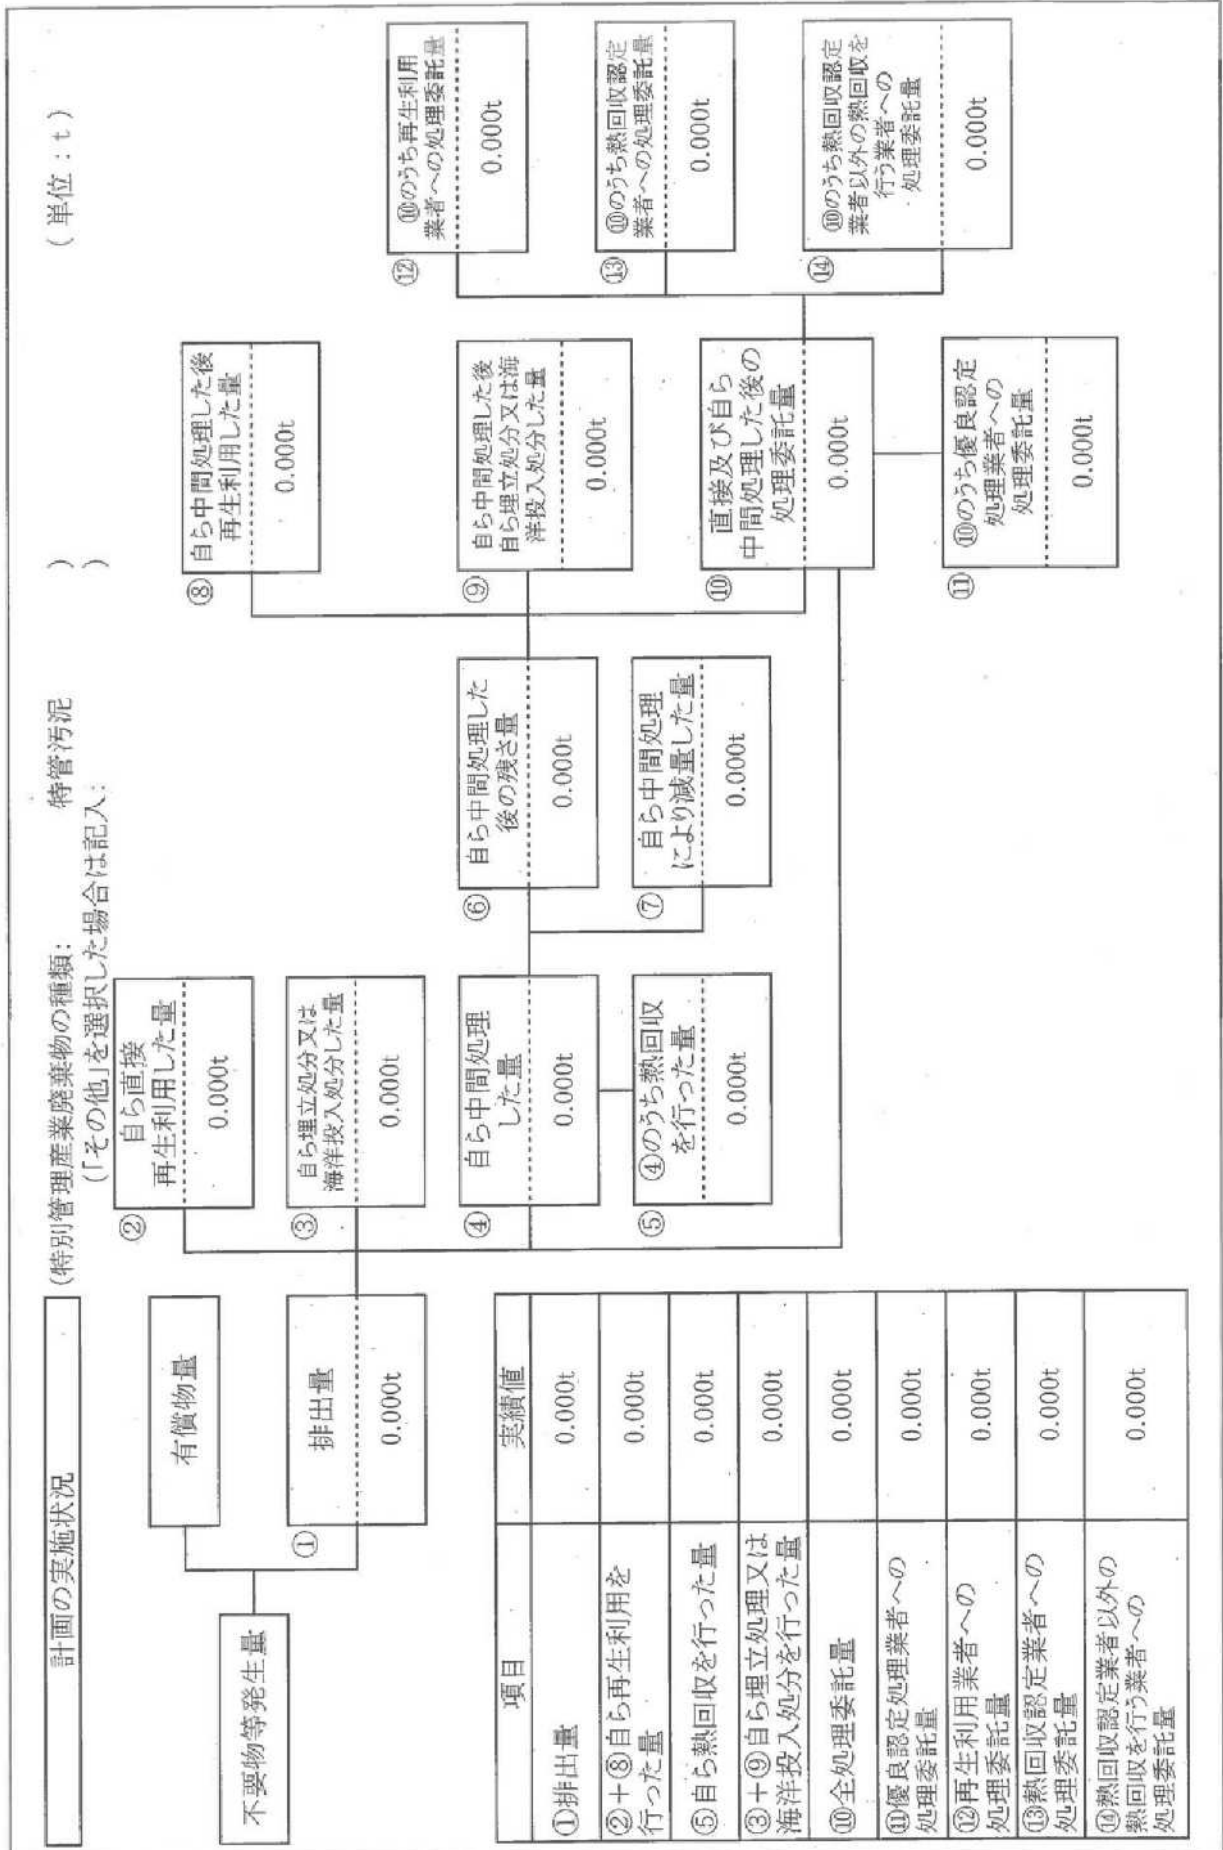 計画の実施状況
(特別管理産業廃棄物の種類: 特管汚泥 )
(「その他」を選択した場合は記入: )
(単位:t)
不要物等発生量
有償物量
①
排出量
0.000t
②
自ら直接
再生利用した量
0.000t
③
自ら埋立処分又は
海洋投入処分した量
0.000t
④
自ら中間処理
した量
0.000t
⑤
④のうち熱回収
を行った量
0.000t
⑥
自ら中間処理した
後の残さ量
0.000t
⑦
自ら中間処理
により減量した量
0.000t
⑧
自ら中間処理した後
再生利用した量
0.000t
⑨
自ら中間処理した後
自ら埋立処分又は海
洋投入処分した量
0.000t
⑩
直接及び自ら
中間処理した後の
処理委託量
0.000t
⑪
⑩のうち優良認定
処理業者への
処理委託量
0.000t
⑫
⑩のうち再生利用
業者への処理委託量
0.000t
⑬
⑩のうち熱回収認定
業者への処理委託量
0.000t
⑭
⑩のうち熱回収認定
業者以外の熱回収を
行う業者への
処理委託量
0.000t
項目 実績値
①排出量 0.000t
②+⑧自ら再生利用を
行った量 0.000t
⑤自ら熱回収を行った量 0.000t
③+⑨自ら埋立処理又は
海洋投入処分を行った量 0.000t
⑩全処理委託量 0.000t
⑪優良認定処理業者への
処理委託量 0.000t
⑫再生利用業者への
処理委託量 0.000t
⑬熱回収認定業者への
処理委託量 0.000t
⑭熱回収認定業者以外の
熱回収を行う業者への
処理委託量 0.000t